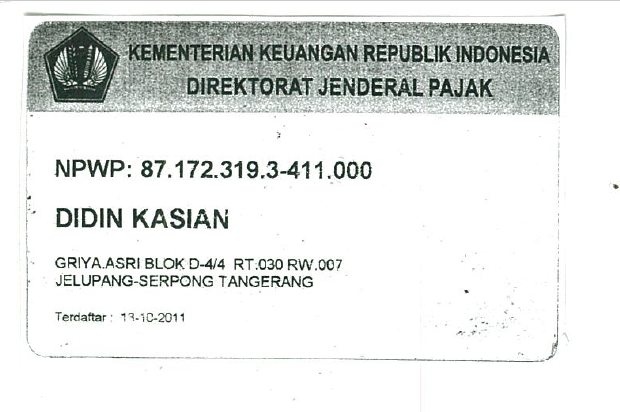 KEMENTERIAN KEUANGAN REPUBLIK INDONESIA
DIREKTORAT JENDERAL PAJAK
NPWP: 87.172.319.3-411.000
DIDIN KASIAN
GRIYA.ASRI BLOK D-4/4 RT:030 RW.007
JELUPANG-SERPONG TANGERANG
Terdaftar : 13-10-2011